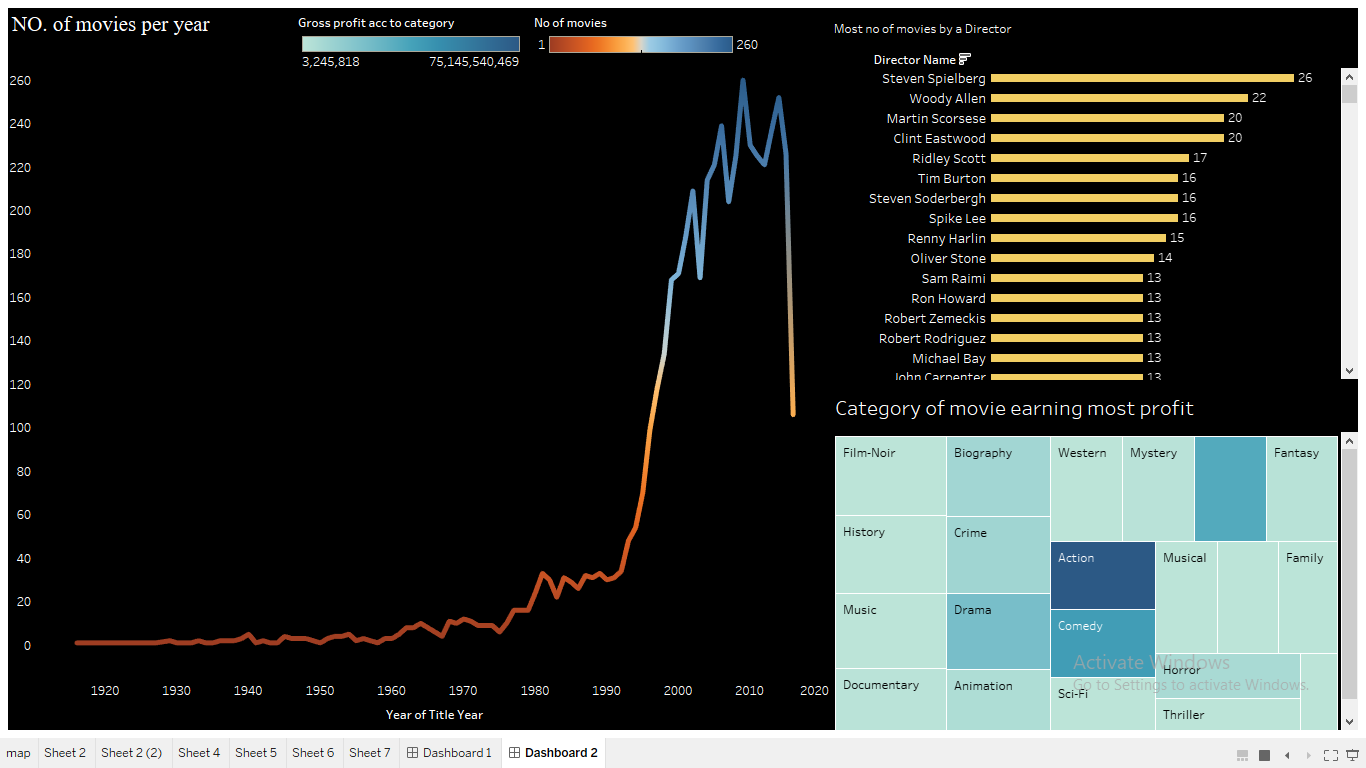 NO. of movies per year
Gross profit acc to category
3,245,818 75,145,540,469
No of movies
1 260
260
240
220
200
180
160
140
120
100
80
60
40
20
0
1920 1930 1940 1950 1960 1970 1980 1990 2000 2010 2020
Year of Title Year
Most no of movies by a Director
Director Name
Steven Spielberg 26
Woody Allen 22
Martin Scorsese 20
Clint Eastwood 20
Ridley Scott 17
Tim Burton 16
Steven Soderbergh 16
Spike Lee 16
Renny Harlin 15
Oliver Stone 14
Sam Raimi 13
Ron Howard 13
Robert Zemeckis 13
Robert Rodriguez 13
Michael Bay 13
John Carpenter 13
Category of movie earning most profit
Film-Noir
History
Music
Documentary
Biography
Crime
Drama
Animation
Western
Mystery
Fantasy
Action
Comedy
Sci-Fi
Musical
Family
Horror
Thriller
Activate Windows
Go to Settings to activate Windows.
map Sheet 2 Sheet 2 (2) Sheet 4 Sheet 5 Sheet 6 Sheet 7 Dashboard 1 Dashboard 2